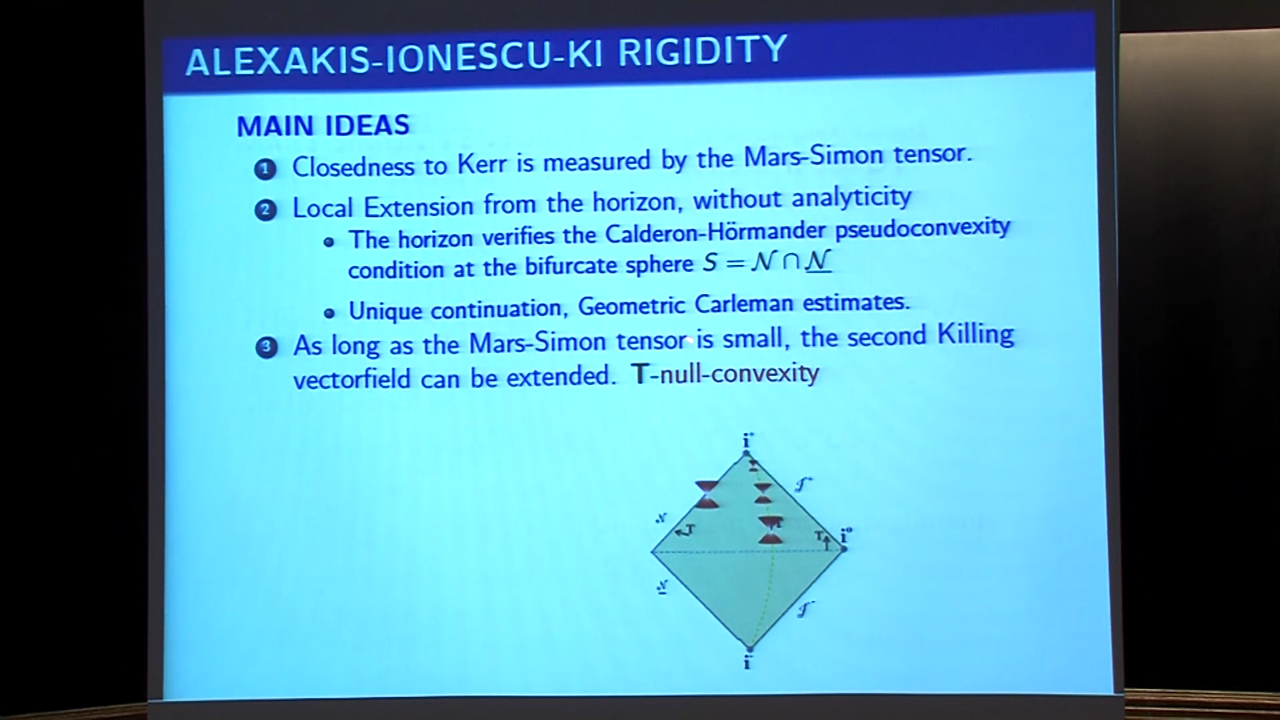 ALEXAKIS-IONESCU-KI RIGIDITY
MAIN IDEAS
1 Closedness to Kerr is measured by the Mars-Simon tensor.
2 Local Extension from the horizon, without analyticity
• The horizon verifies the Calderon-Hörmander pseudoconvexity
condition at the bifurcate sphere S = 𝒩 ∩ 𝒩̲
• Unique continuation, Geometric Carleman estimates.
3 As long as the Mars-Simon tensor is small, the second Killing
vectorfield can be extended. T-null-convexity
i⁺
𝓘⁺
𝒩
T
T
i⁰
𝒩̲
𝓘⁻
i⁻